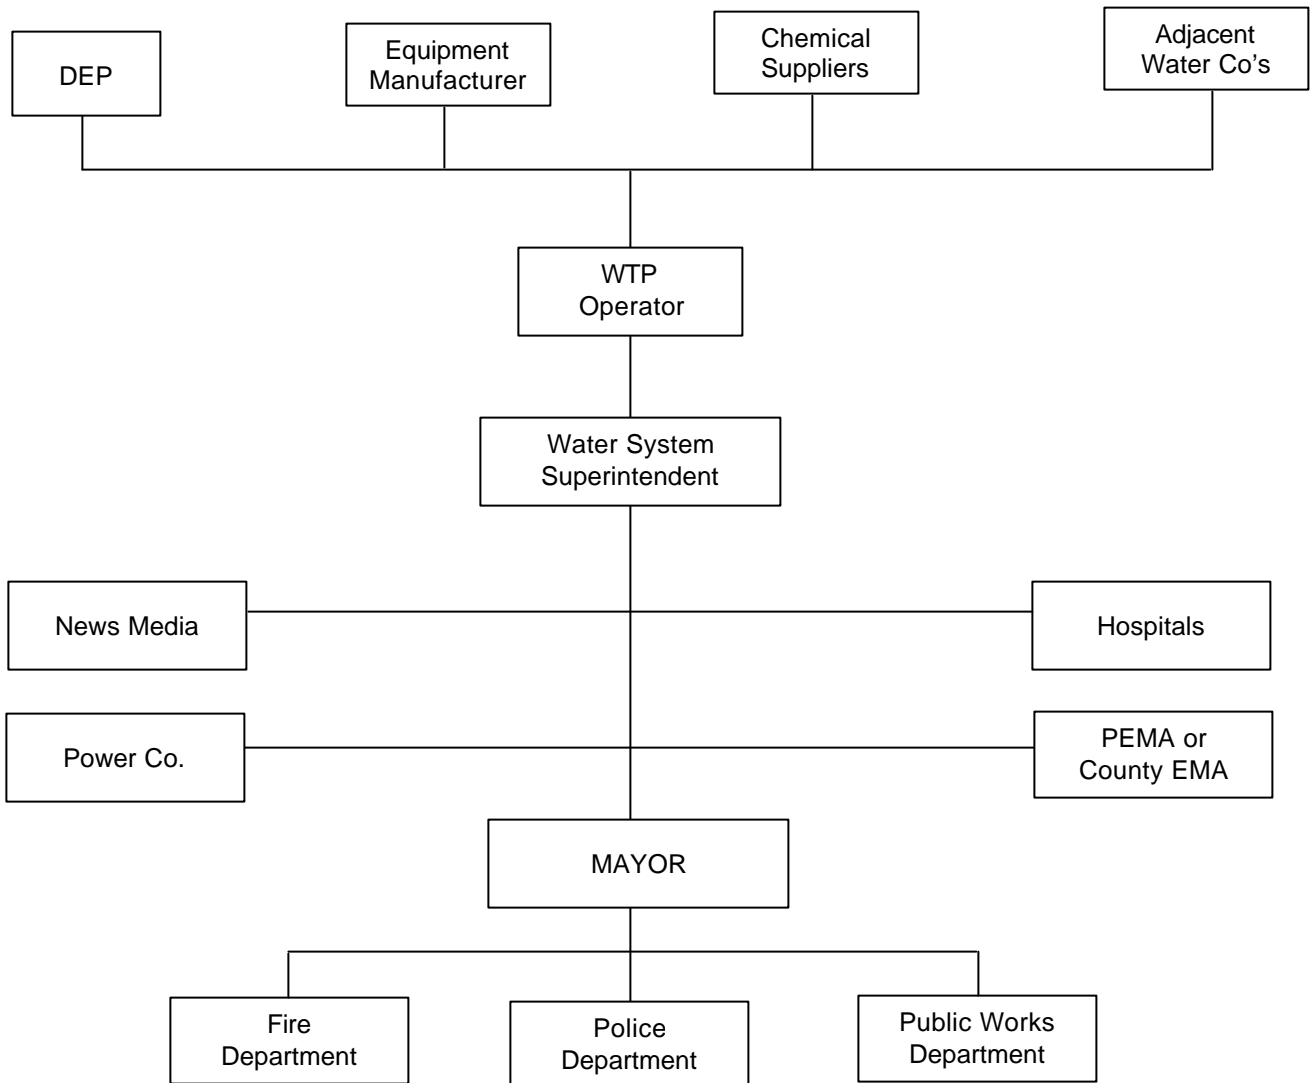 DEP
Equipment
Manufacturer
Chemical
Suppliers
Adjacent
Water Co’s
WTP
Operator
Water System
Superintendent
News Media
Hospitals
Power Co.
PEMA or
County EMA
MAYOR
Fire
Department
Police
Department
Public Works
Department